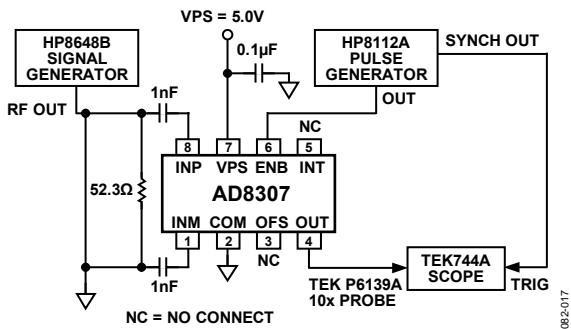 VPS = 5.0V
HP8648B
SIGNAL
GENERATOR
0.1µF
HP8112A
PULSE
GENERATOR
SYNCH OUT
RF OUT
1nF
OUT
NC
8
7
6
5
INP
VPS
ENB
INT
52.3Ω
AD8307
INM
COM
OFS
OUT
1
2
3
4
NC
1nF
TEK P6139A
10x PROBE
TEK744A
SCOPE
TRIG
NC = NO CONNECT
082-017